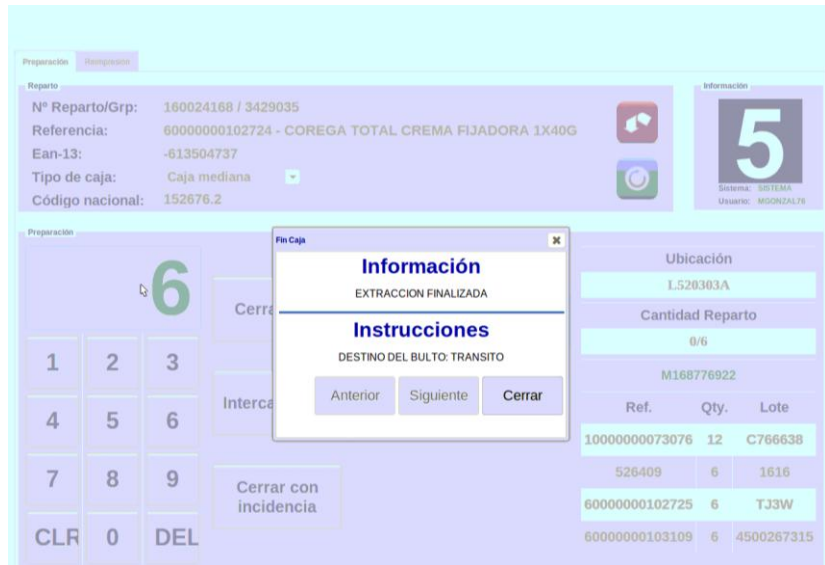 Preparación Reimpresión
Reparto
Nº Reparto/Grp: 160024168 / 3429035
Referencia: 60000000102724 - COREGA TOTAL CREMA FIJADORA 1X40G
Ean-13: -613504737
Tipo de caja: Caja mediana
Código nacional: 152676.2
Información
5
Sistema: SISTEMA
Usuario: MGONZAL76
Preparación
6
1 2 3
4 5 6
7 8 9
CLR 0 DEL
Cerra
Interca
Cerrar con
incidencia
Fin Caja
Información
EXTRACCION FINALIZADA
Instrucciones
DESTINO DEL BULTO: TRANSITO
Anterior Siguiente Cerrar
Ubicación
L520303A
Cantidad Reparto
0/6
M168776922
Ref. Qty. Lote
10000000073076 12 C766638
526409 6 1616
60000000102725 6 TJ3W
60000000103109 6 4500267315